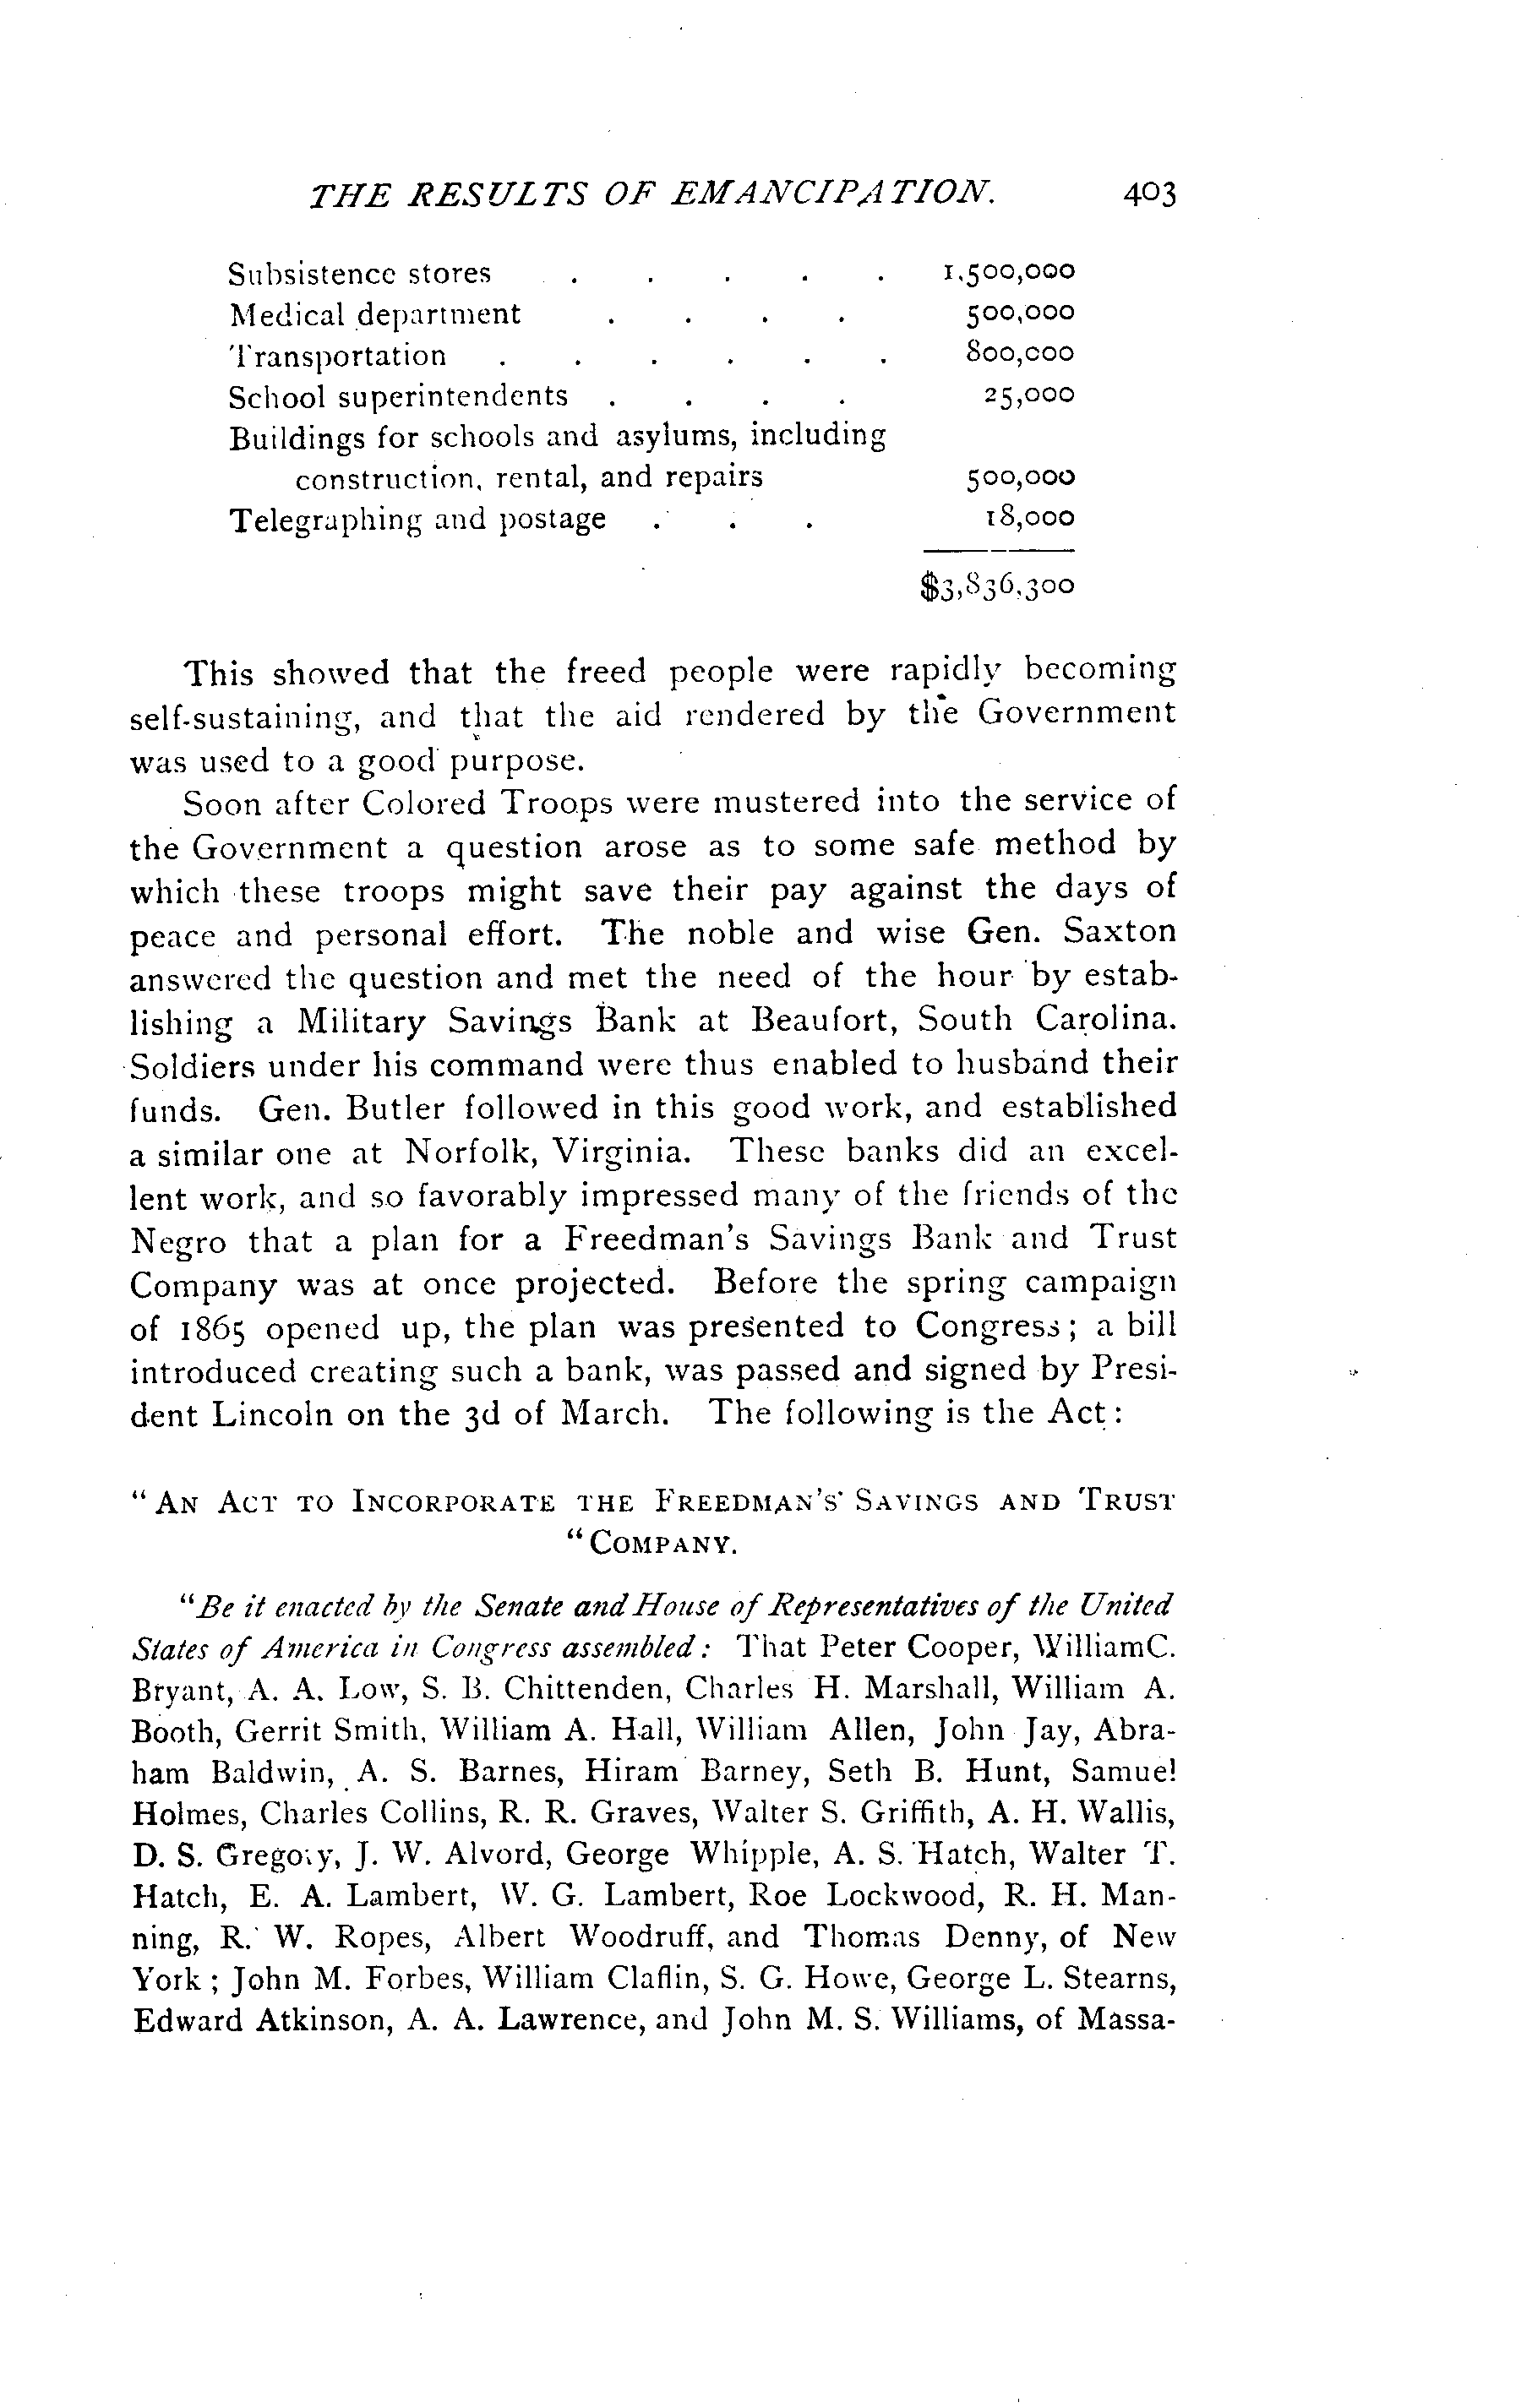 THE RESULTS OF EMANCIPATION. 403
Subsistence stores . . . . . 1,500,000
Medical department . . . . 500,000
Transportation . . . . . . 800,000
School superintendents . . . . 25,000
Buildings for schools and asylums, including
construction, rental, and repairs 500,000
Telegraphing and postage . . . 18,000
$3,836,300
This showed that the freed people were rapidly becoming
self-sustaining, and that the aid rendered by the Government
was used to a good purpose.
Soon after Colored Troops were mustered into the service of
the Government a question arose as to some safe method by
which these troops might save their pay against the days of
peace and personal effort. The noble and wise Gen. Saxton
answered the question and met the need of the hour by estab-
lishing a Military Savings Bank at Beaufort, South Carolina.
Soldiers under his command were thus enabled to husband their
funds. Gen. Butler followed in this good work, and established
a similar one at Norfolk, Virginia. These banks did an excel-
lent work, and so favorably impressed many of the friends of the
Negro that a plan for a Freedman's Savings Bank and Trust
Company was at once projected. Before the spring campaign
of 1865 opened up, the plan was presented to Congress; a bill
introduced creating such a bank, was passed and signed by Presi-
dent Lincoln on the 3d of March. The following is the Act:
"AN ACT TO INCORPORATE THE FREEDMAN'S SAVINGS AND TRUST
"COMPANY.
"Be it enacted by the Senate and House of Representatives of the United
States of America in Congress assembled: That Peter Cooper, William C.
Bryant, A. A. Low, S. B. Chittenden, Charles H. Marshall, William A.
Booth, Gerrit Smith, William A. Hall, William Allen, John Jay, Abra-
ham Baldwin, A. S. Barnes, Hiram Barney, Seth B. Hunt, Samuel
Holmes, Charles Collins, R. R. Graves, Walter S. Griffith, A. H. Wallis,
D. S. Gregory, J. W. Alvord, George Whipple, A. S. Hatch, Walter T.
Hatch, E. A. Lambert, W. G. Lambert, Roe Lockwood, R. H. Man-
ning, R. W. Ropes, Albert Woodruff, and Thomas Denny, of New
York; John M. Forbes, William Claflin, S. G. Howe, George L. Stearns,
Edward Atkinson, A. A. Lawrence, and John M. S. Williams, of Massa-